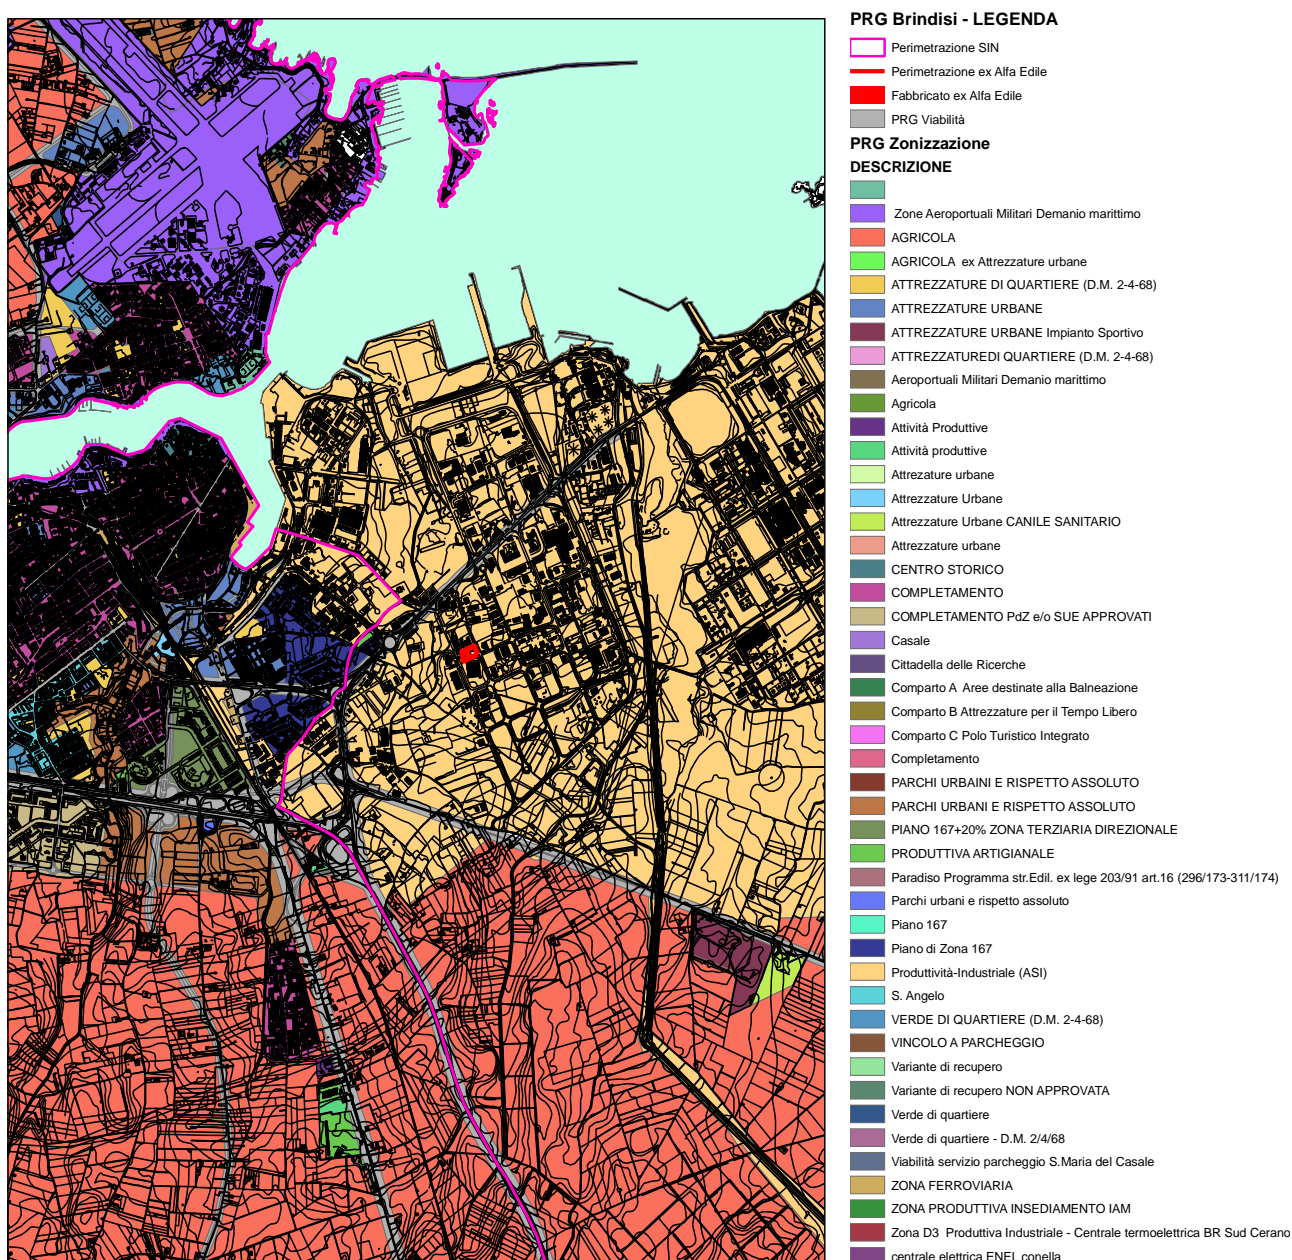 PRG Brindisi - LEGENDA
Perimetrazione SIN
Perimetrazione ex Alfa Edile
Fabbricato ex Alfa Edile
PRG Viabilità
PRG Zonizzazione
DESCRIZIONE
Zone Aeroportuali Militari Demanio marittimo
AGRICOLA
AGRICOLA ex Attrezzature urbane
ATTREZZATURE DI QUARTIERE (D.M. 2-4-68)
ATTREZZATURE URBANE
ATTREZZATURE URBANE Impianto Sportivo
ATTREZZATUREDI QUARTIERE (D.M. 2-4-68)
Aeroportuali Militari Demanio marittimo
Agricola
Attività Produttive
Attività produttive
Attrezature urbane
Attrezzature Urbane
Attrezzature Urbane CANILE SANITARIO
Attrezzature urbane
CENTRO STORICO
COMPLETAMENTO
COMPLETAMENTO PdZ e/o SUE APPROVATI
Casale
Cittadella delle Ricerche
Comparto A Aree destinate alla Balneazione
Comparto B Attrezzature per il Tempo Libero
Comparto C Polo Turistico Integrato
Completamento
PARCHI URBAINI E RISPETTO ASSOLUTO
PARCHI URBANI E RISPETTO ASSOLUTO
PIANO 167+20% ZONA TERZIARIA DIREZIONALE
PRODUTTIVA ARTIGIANALE
Paradiso Programma str.Edil. ex lege 203/91 art.16 (296/173-311/174)
Parchi urbani e rispetto assoluto
Piano 167
Piano di Zona 167
Produttività-Industriale (ASI)
S. Angelo
VERDE DI QUARTIERE (D.M. 2-4-68)
VINCOLO A PARCHEGGIO
Variante di recupero
Variante di recupero NON APPROVATA
Verde di quartiere
Verde di quartiere - D.M. 2/4/68
Viabilità servizio parcheggio S.Maria del Casale
ZONA FERROVIARIA
ZONA PRODUTTIVA INSEDIAMENTO IAM
Zona D3 Produttiva Industriale - Centrale termoelettrica BR Sud Cerano
centrale elettrica ENEL conella